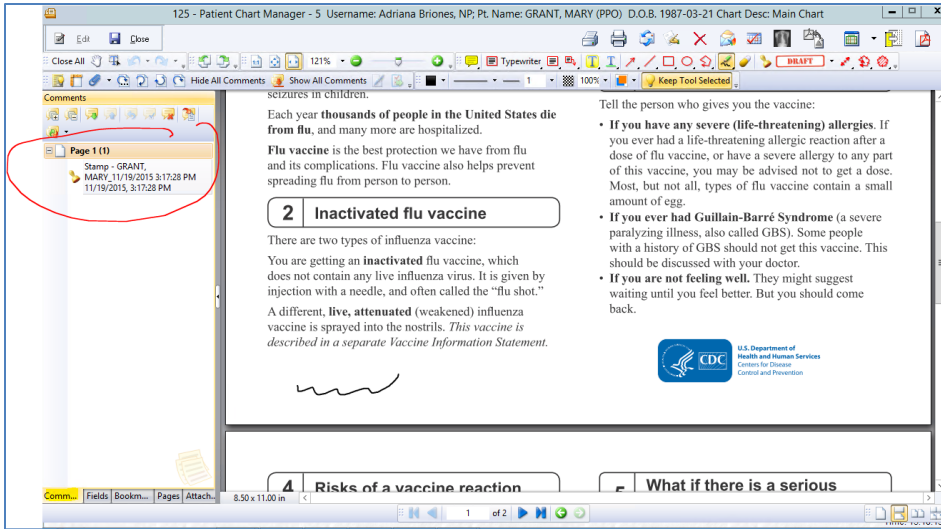 125 - Patient Chart Manager - 5 Username: Adriana Briones, NP; Pt. Name: GRANT, MARY (PPO) D.O.B. 1987-03-21 Chart Desc: Main Chart
Edit Close
Close All 121% Typewriter T T DRAFT
Hide All Comments Show All Comments 1 100% Keep Tool Selected
Comments
Page 1 (1)
Stamp - GRANT,
MARY_11/19/2015 3:17:28 PM
11/19/2015, 3:17:28 PM
Comm... Fields Bookm... Pages Attach..
seizures in children.
Each year thousands of people in the United States die
from flu, and many more are hospitalized.
Flu vaccine is the best protection we have from flu
and its complications. Flu vaccine also helps prevent
spreading flu from person to person.
2 Inactivated flu vaccine
There are two types of influenza vaccine:
You are getting an inactivated flu vaccine, which
does not contain any live influenza virus. It is given by
injection with a needle, and often called the “flu shot.”
A different, live, attenuated (weakened) influenza
vaccine is sprayed into the nostrils. This vaccine is
described in a separate Vaccine Information Statement.
Tell the person who gives you the vaccine:
• If you have any severe (life-threatening) allergies. If
you ever had a life-threatening allergic reaction after a
dose of flu vaccine, or have a severe allergy to any part
of this vaccine, you may be advised not to get a dose.
Most, but not all, types of flu vaccine contain a small
amount of egg.
• If you ever had Guillain-Barré Syndrome (a severe
paralyzing illness, also called GBS). Some people
with a history of GBS should not get this vaccine. This
should be discussed with your doctor.
• If you are not feeling well. They might suggest
waiting until you feel better. But you should come
back.
CDC
U.S. Department of
Health and Human Services
Centers for Disease
Control and Prevention
4 Risks of a vaccine reaction
What if there is a serious
8.50 x 11.00 in
1 of 2